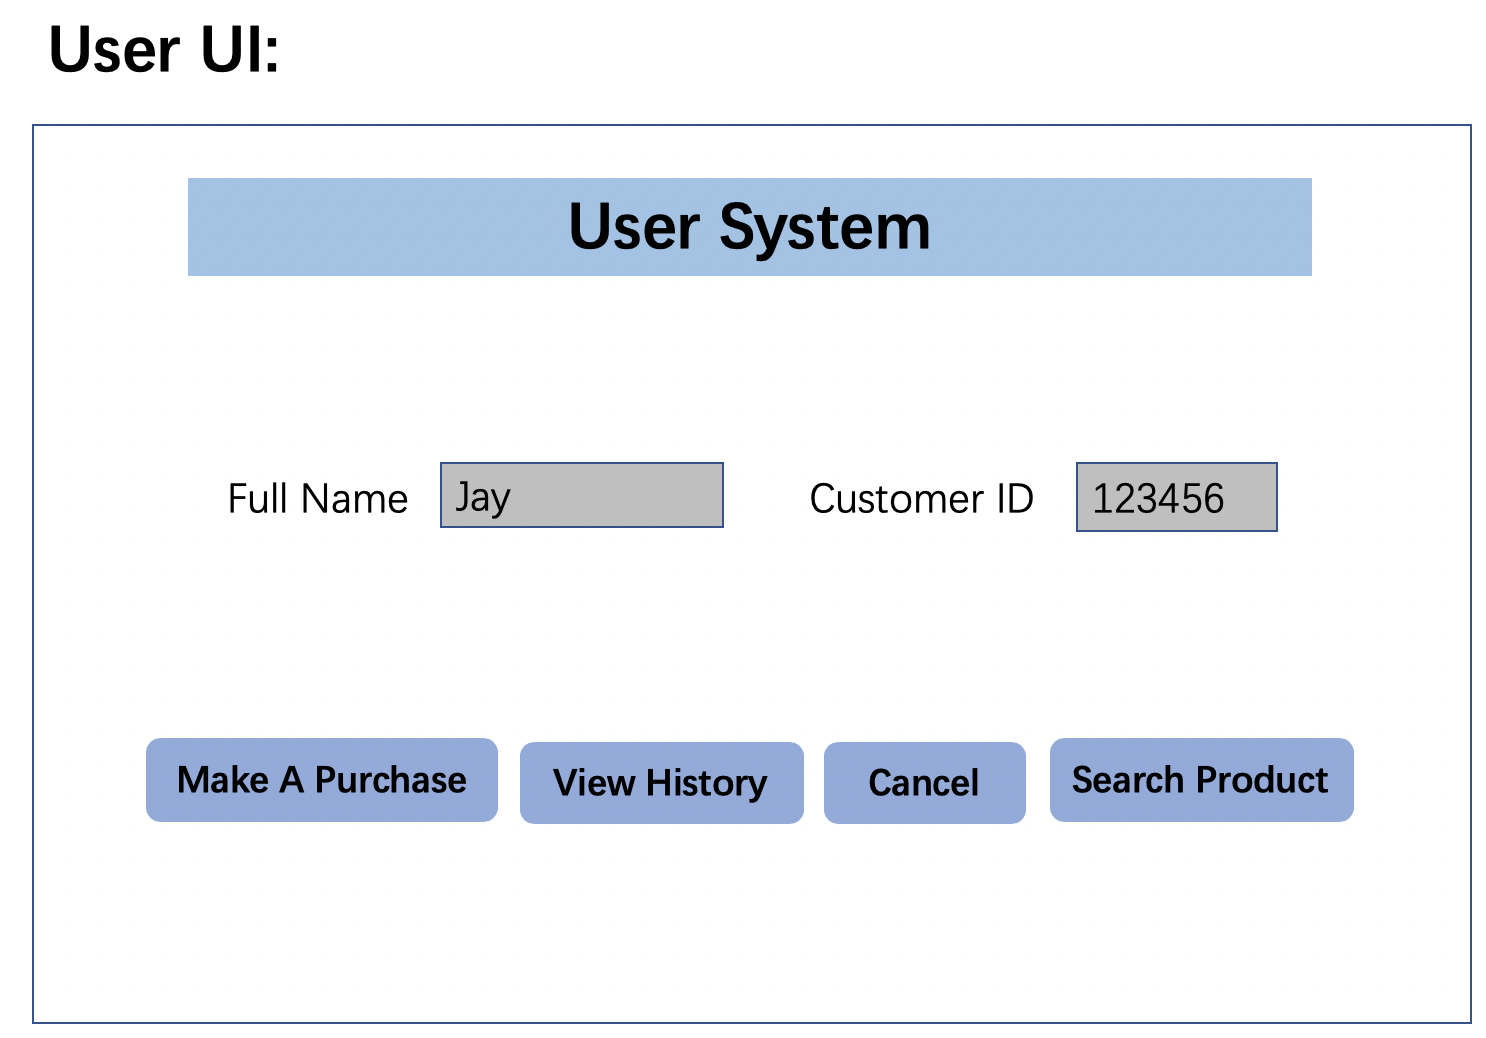 User UI:
User System
Full Name Jay Customer ID 123456
Make A Purchase View History Cancel Search Product